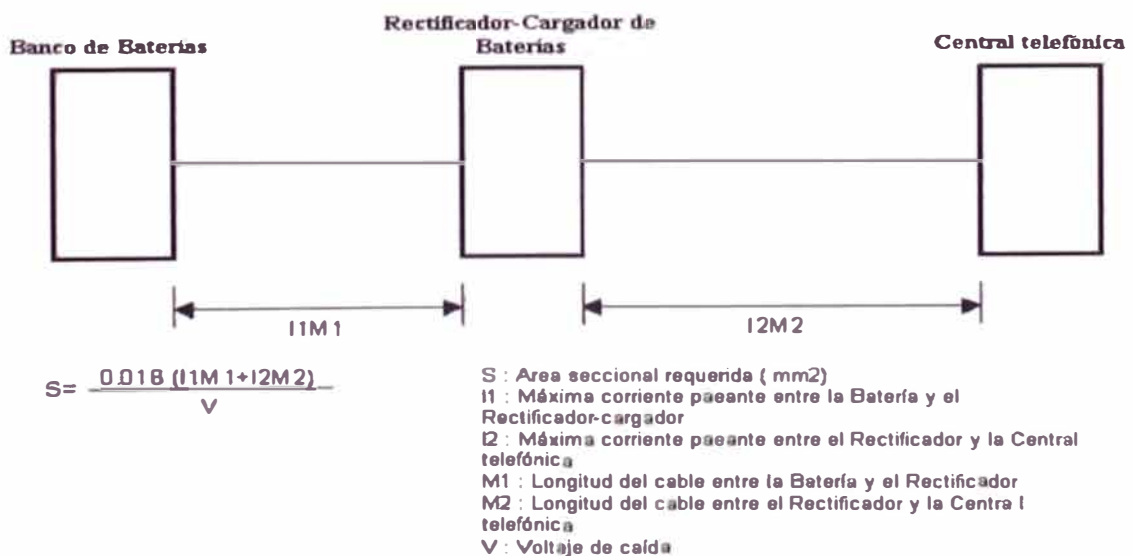 Rectificador-Cargador de
Baterías
Banco de Baterías
Central telefónica
I1M1
I2M2
S= 0.018 (I1M1+I2M2)
V
S : Area seccional requerida ( mm2)
I1 : Máxima corriente pasante entre la Batería y el
Rectificador-cargador
I2 : Máxima corriente pasante entre el Rectificador y la Central
telefónica
M1 : Longitud del cable entre la Batería y el Rectificador
M2 : Longitud del cable entre el Rectificador y la Centra l
telefónica
V : Voltaje de caída